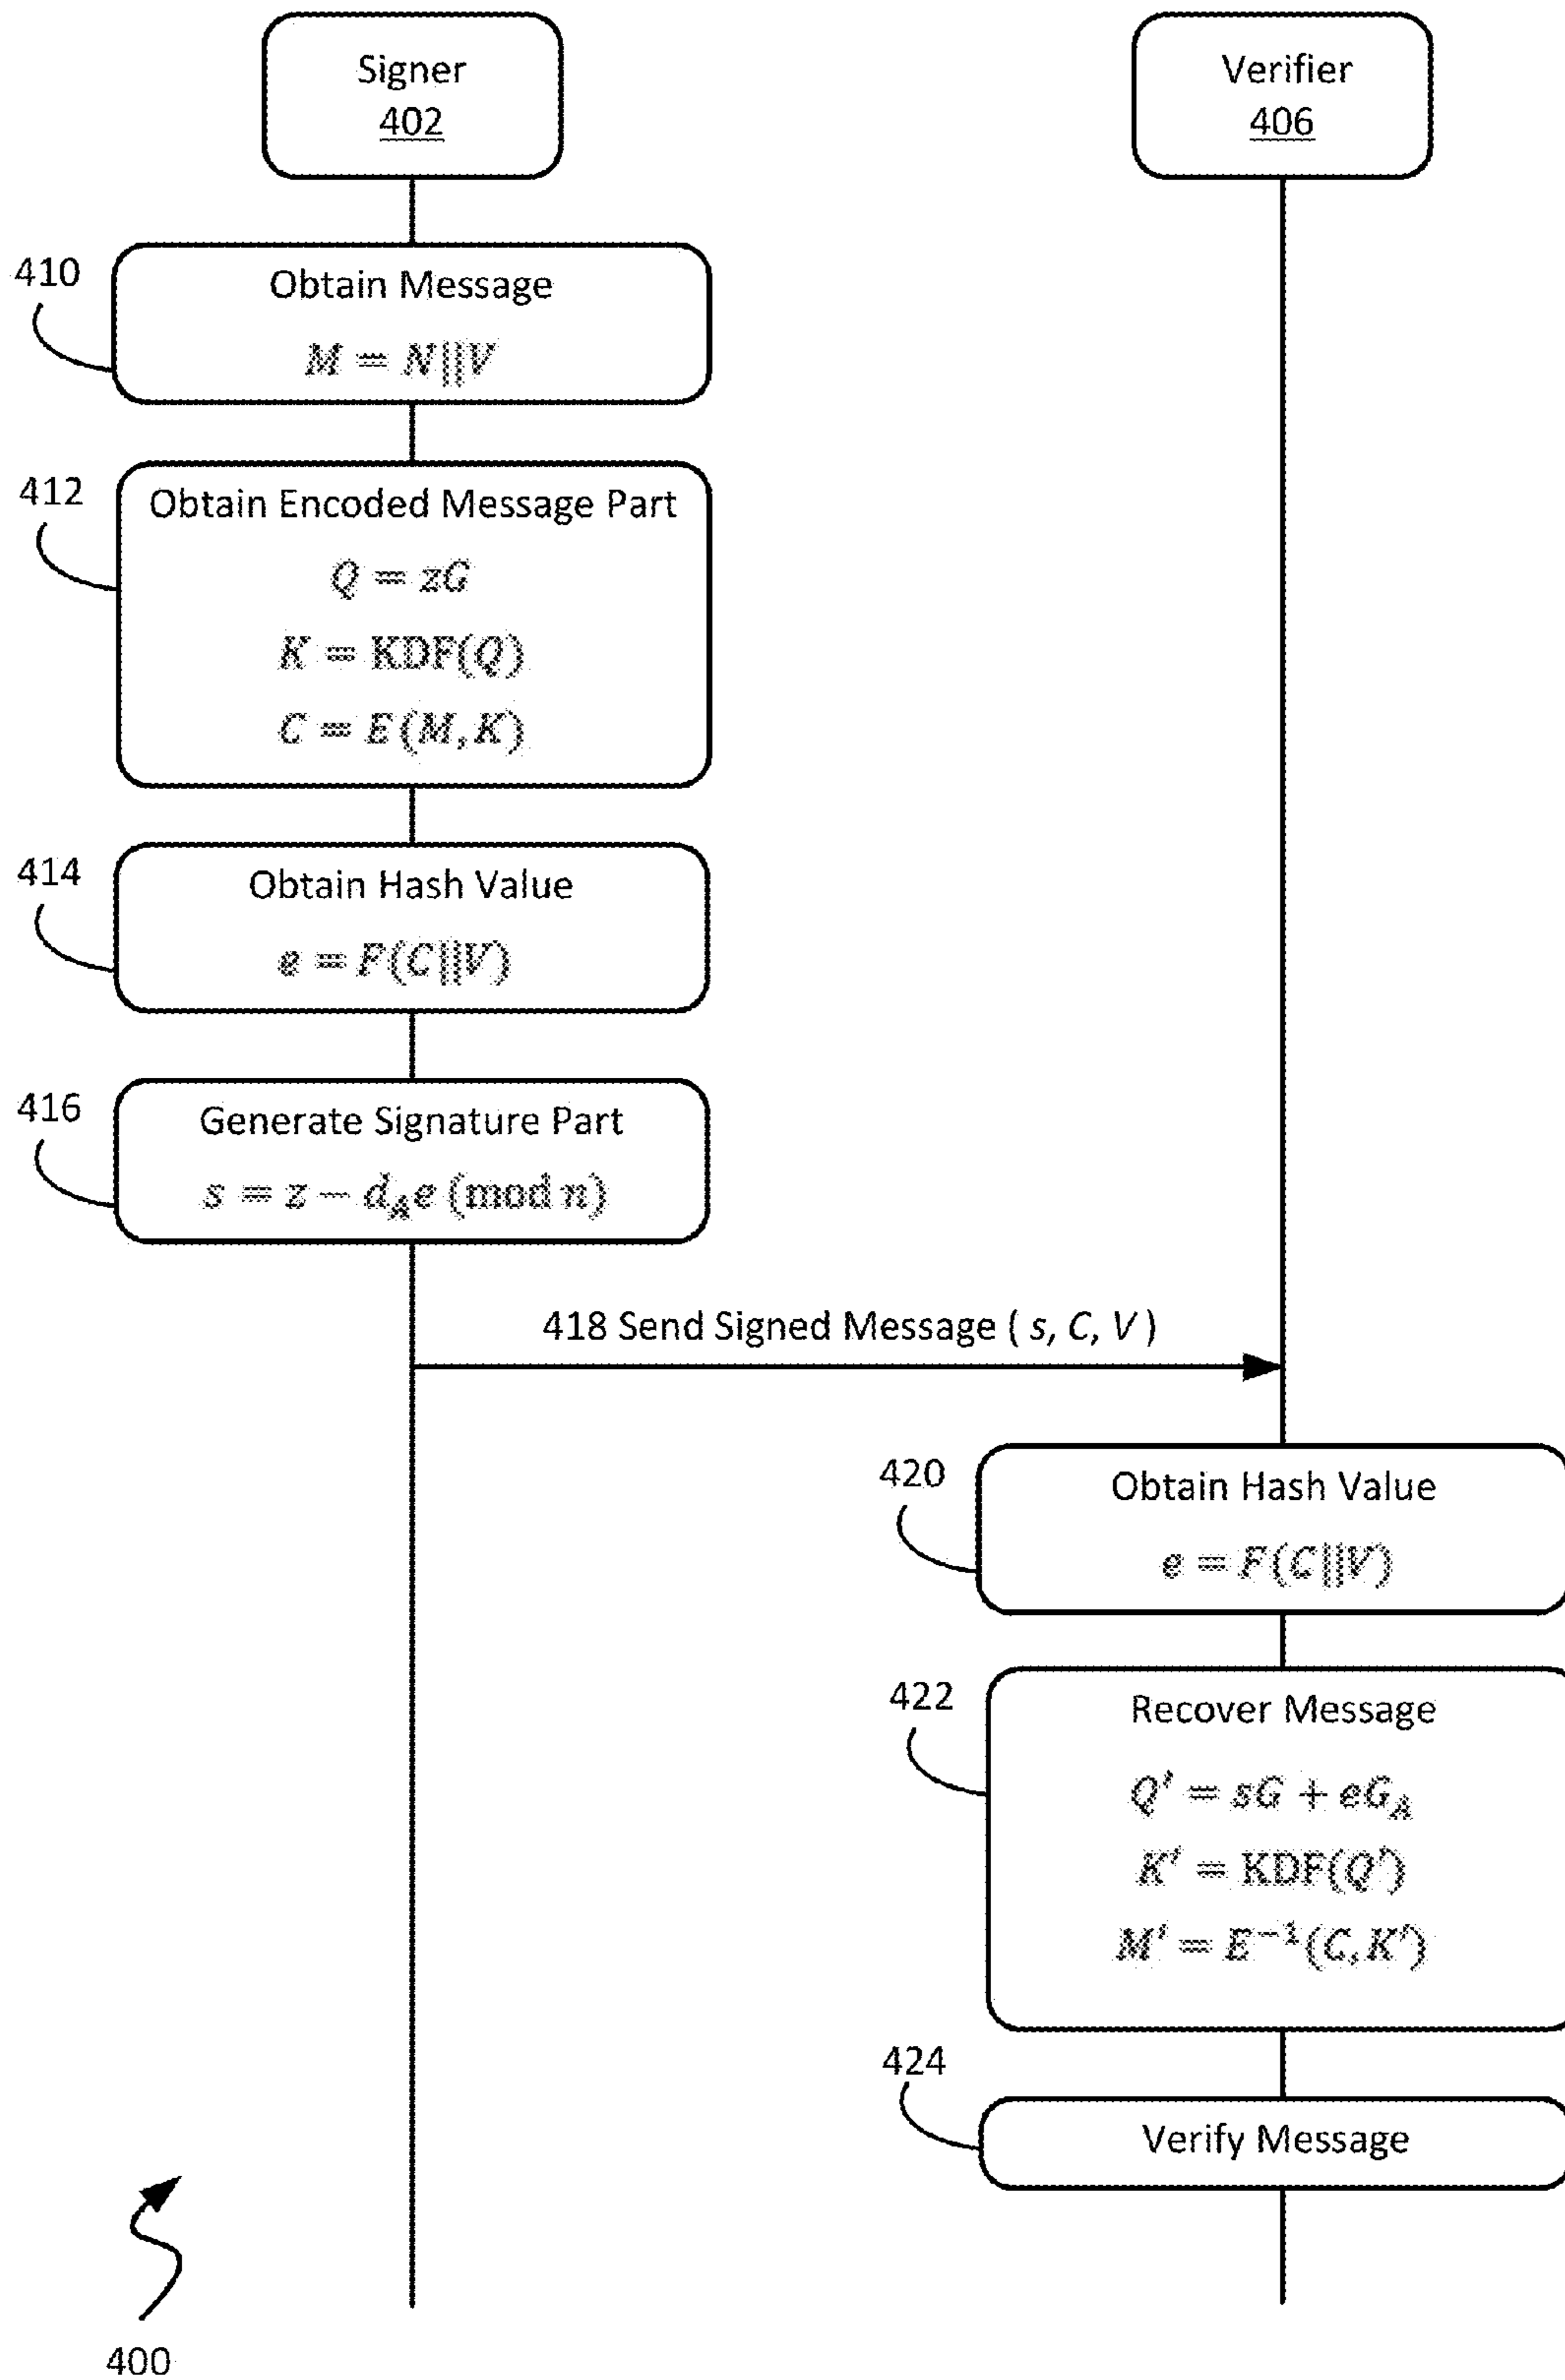 Signer
402
Verifier
406
410
Obtain Message
M = N||V
412
Obtain Encoded Message Part
Q = zG
K = KDF(Q)
C = E(M, K)
414
Obtain Hash Value
e = F(C||V)
416
Generate Signature Part
s = z − d_A e (mod n)
418 Send Signed Message ( s, C, V )
420
Obtain Hash Value
e = F(C||V)
422
Recover Message
Q′ = sG + eG_A
K′ = KDF(Q′)
M′ = E⁻¹(C, K′)
424
Verify Message
400